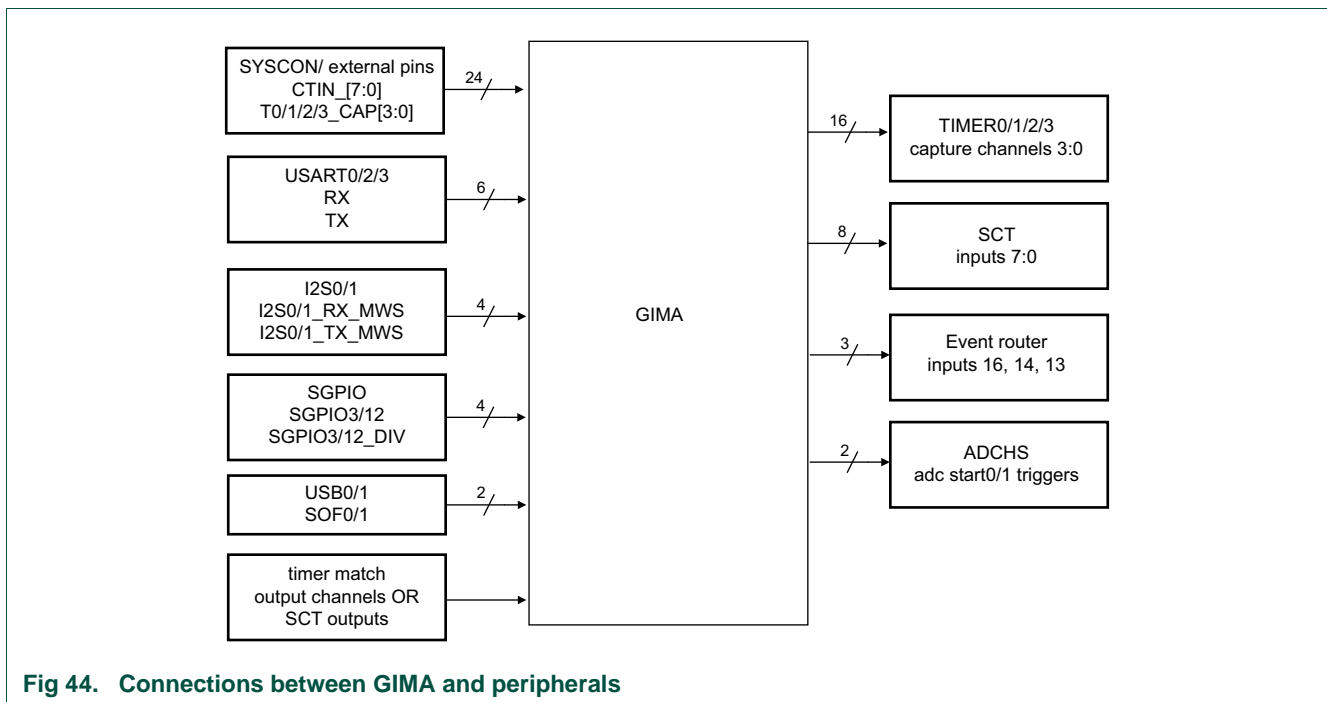 SYSCON/ external pins
CTIN_[7:0]
T0/1/2/3_CAP[3:0]
24
USART0/2/3
RX
TX
6
I2S0/1
I2S0/1_RX_MWS
I2S0/1_TX_MWS
4
SGPIO
SGPIO3/12
SGPIO3/12_DIV
4
USB0/1
SOF0/1
2
timer match
output channels OR
SCT outputs
GIMA
16
TIMER0/1/2/3
capture channels 3:0
8
SCT
inputs 7:0
3
Event router
inputs 16, 14, 13
2
ADCHS
adc start0/1 triggers
Fig 44. Connections between GIMA and peripherals